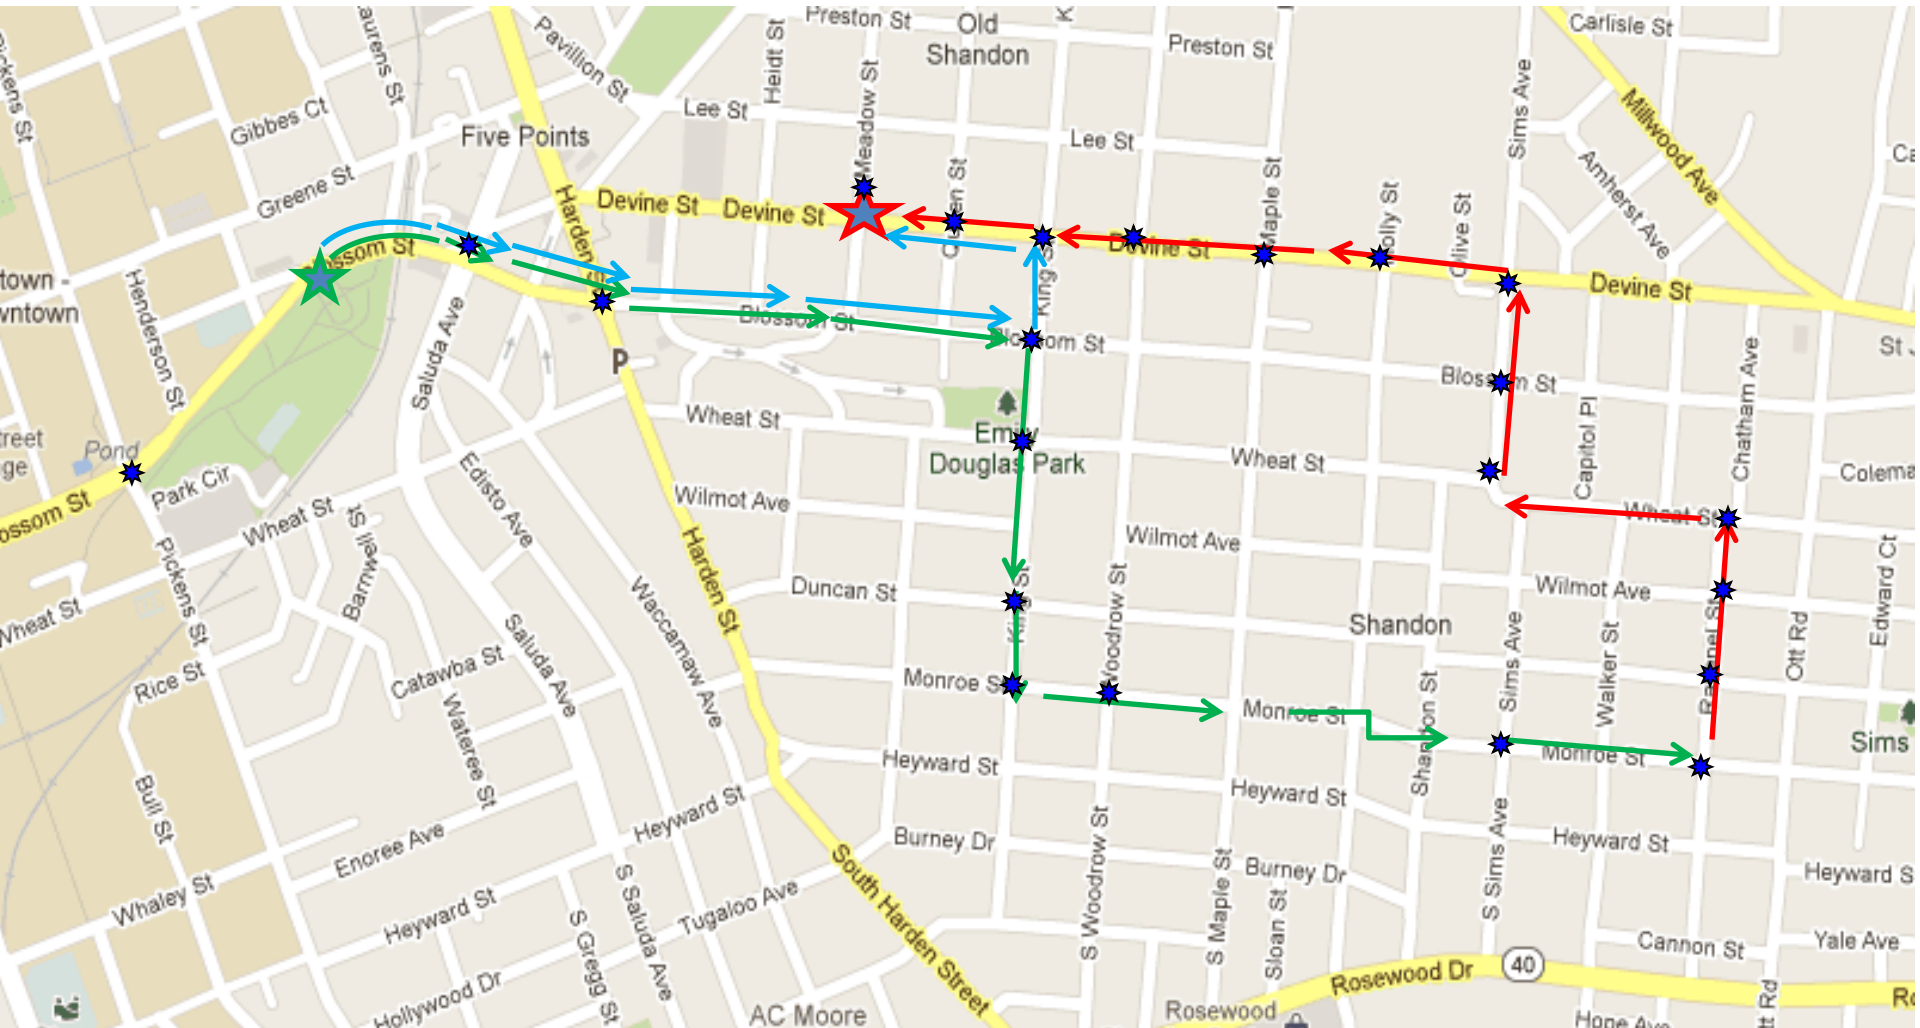 Preston St
Old
Shandon
Preston St
Carlisle St
Pavillion St
Heidt St
Meadow St
Lee St
Lee St
Sims Ave
Millwood Ave
Pickens St
Gibbes Ct
Five Points
Greene St
Amherst Ave
Maple St
Olive St
Harden St
Devine St
Devine St
Devine St
Devine St
Henderson St
Saluda Ave
Blossom St
Blossom St
Blossom St
King St
P
Wheat St
Emily
Douglas Park
Wheat St
Capitol Pl
Chatham Ave
Pond
Park Cir
Wheat St
Barnwell St
Edisto Ave
Wilmot Ave
Wilmot Ave
Wheat St
Harden St
Pickens St
Wheat St
Waccamaw Ave
Duncan St
Woodrow St
Wilmot Ave
Shandon
Edward Ct
Ott Rd
Walker St
Sims Ave
Saluda Ave
Catawba St
Rice St
Wateree St
Monroe St
Monroe St
Monroe St
Shandon St
Sims
Bull St
Heyward St
Heyward St
Heyward St
Heyward St
Enoree Ave
Burney Dr
Burney Dr
Heyward S
Whaley St
Heyward St
S Saluda Ave
S Gregg St
Tugaloo Ave
South Harden Street
S Woodrow St
S Maple St
Sloan St
S Sims Ave
Cannon St
Yale Ave
Rosewood Dr
40
Hollywood Dr
AC Moore
Rosewood
Hope Ave